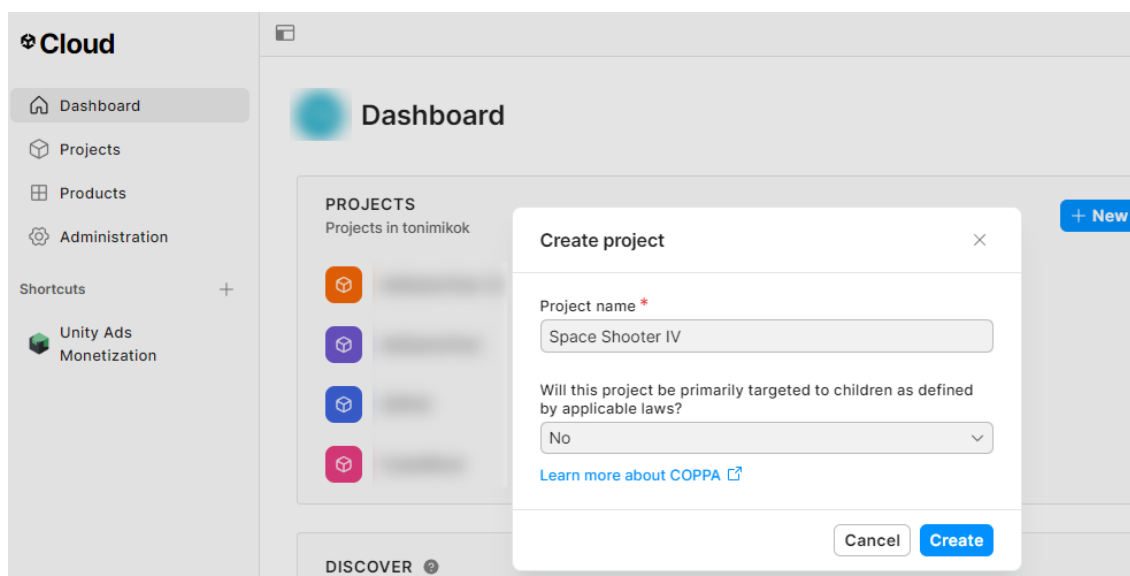 Cloud
Dashboard
Projects
Products
Administration
Shortcuts
Unity Ads
Monetization
Dashboard
PROJECTS
Projects in tonimikok
+ New
Create project
Project name *
Space Shooter IV
Will this project be primarily targeted to children as defined
by applicable laws?
No
Learn more about COPPA
Cancel
Create
DISCOVER